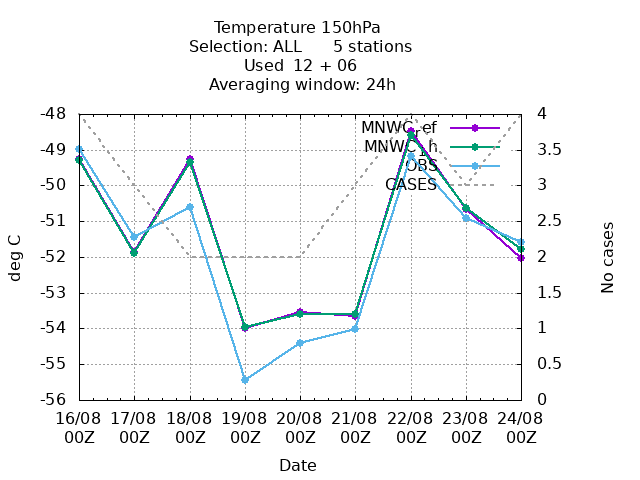 Temperature 150hPa
Selection: ALL 5 stations
Used 12 + 06
Averaging window: 24h
-48
-49
-50
-51
-52
-53
-54
-55
-56
4
3.5
3
2.5
2
1.5
1
0.5
0
deg C
No cases
OBS
CASES
16/08 17/08 18/08 19/08 20/08 21/08 22/08 23/08 24/08
00Z 00Z 00Z 00Z 00Z 00Z 00Z 00Z 00Z
Date